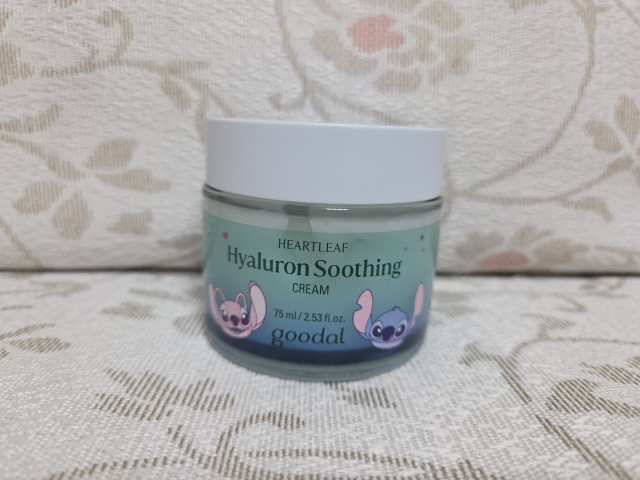 HEARTLEAF
Hyaluron Soothing
CREAM
75 ml / 2.53 fl.oz.
goodal